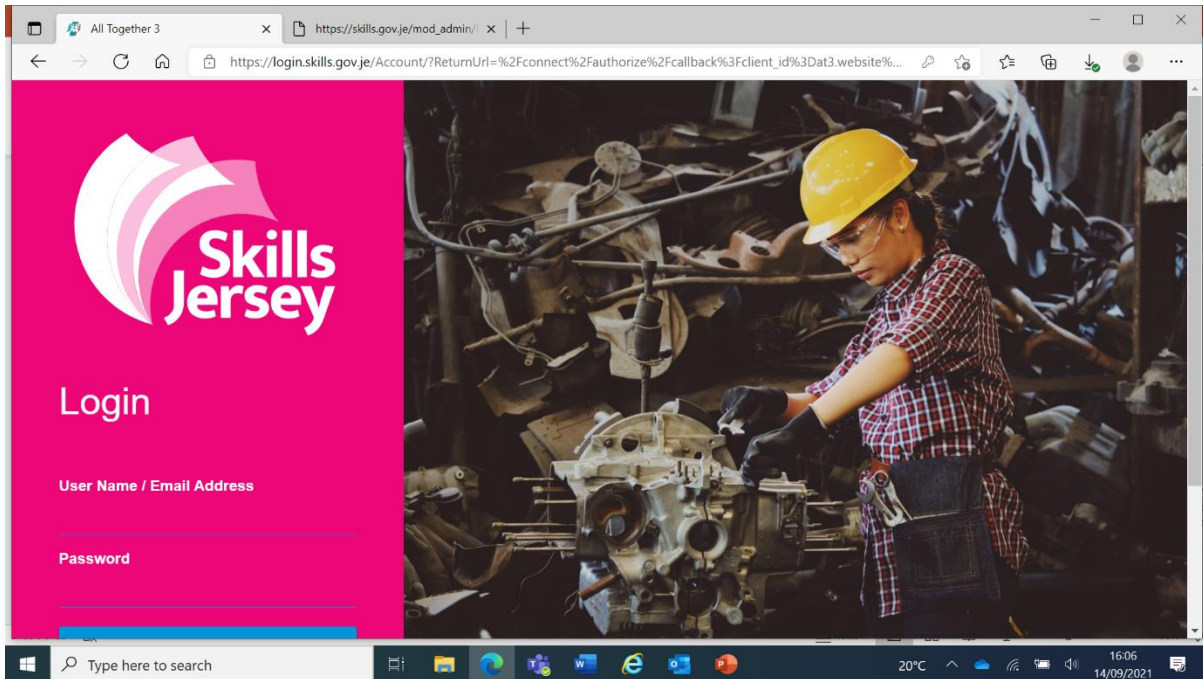 All Together 3
https://skills.gov.je/mod_admin/
https://login.skills.gov.je/Account/?ReturnUrl=%2Fconnect%2Fauthorize%2Fcallback%3Fclient_id%3Dat3.website%...
Skills
Jersey
Login
User Name / Email Address
Password
Type here to search
20°C
16:06
14/09/2021